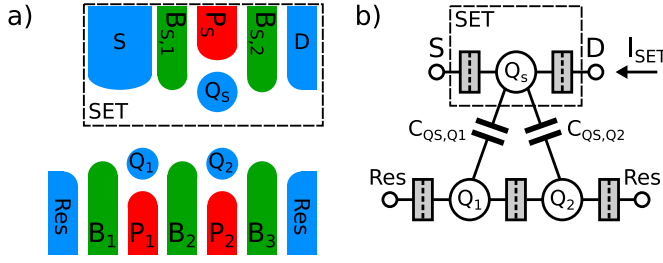 a)
S
B_S,1
P_S
B_S,2
D
Q_S
SET
Q_1
Q_2
Res
B_1
P_1
B_2
P_2
B_3
Res
b)
SET
S
Q_s
D
I_SET
C_QS,Q1
C_QS,Q2
Res
Q_1
Q_2
Res